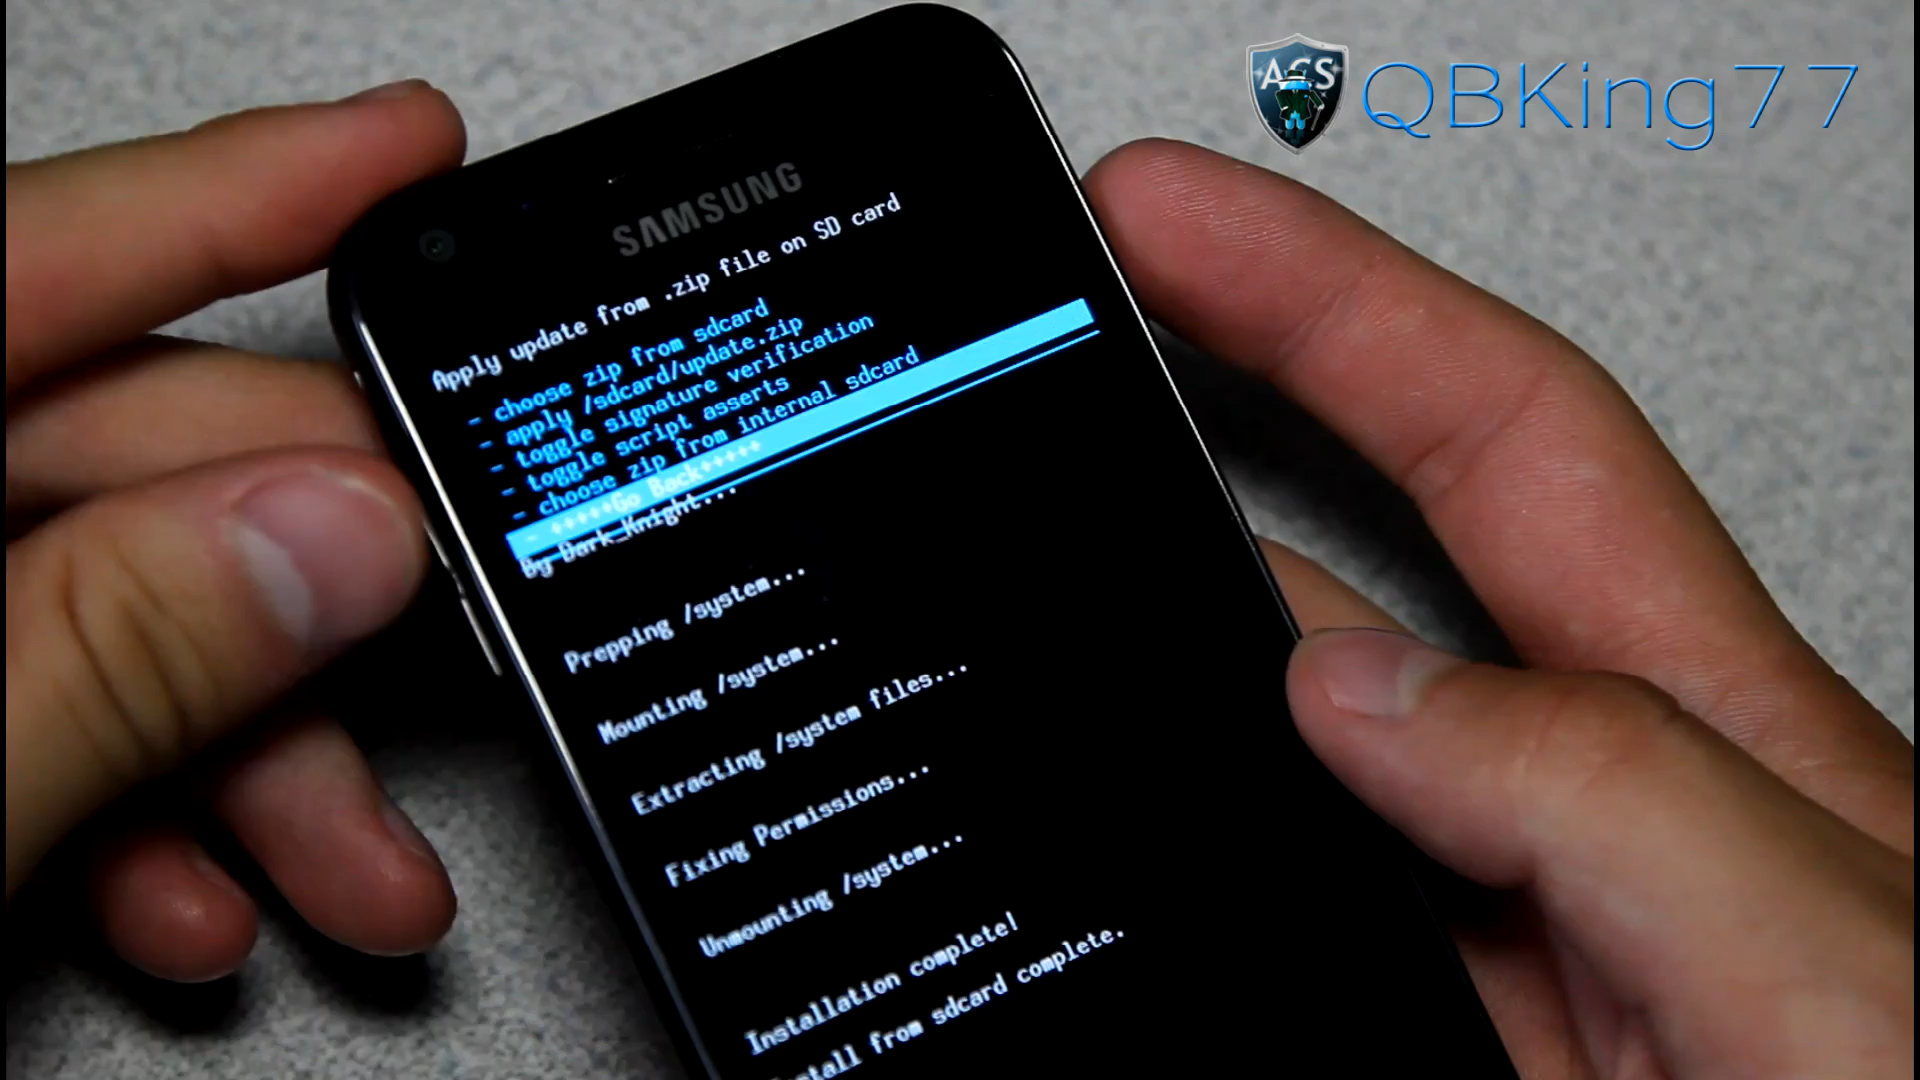 ACS QBKing77
SAMSUNG
Apply update from .zip file on SD card
- choose zip from sdcard
- apply /sdcard/update.zip
- toggle signature verification
- toggle script asserts
- choose zip from internal sdcard
- +++++Go Back+++++
By Dark_Knight...
Prepping /system...
Mounting /system...
Extracting /system files...
Fixing Permissions...
Unmounting /system...
Installation complete!
from sdcard complete.